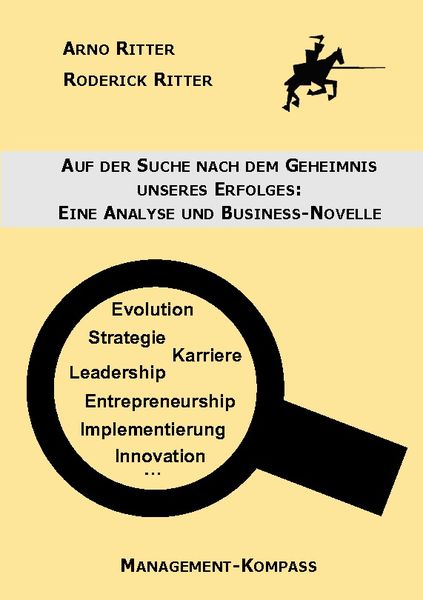 ARNO RITTER
RODERICK RITTER
AUF DER SUCHE NACH DEM GEHEIMNIS
UNSERES ERFOLGES:
EINE ANALYSE UND BUSINESS-NOVELLE
Evolution
Strategie
Karriere
Leadership
Entrepreneurship
Implementierung
Innovation
...
MANAGEMENT-KOMPASS